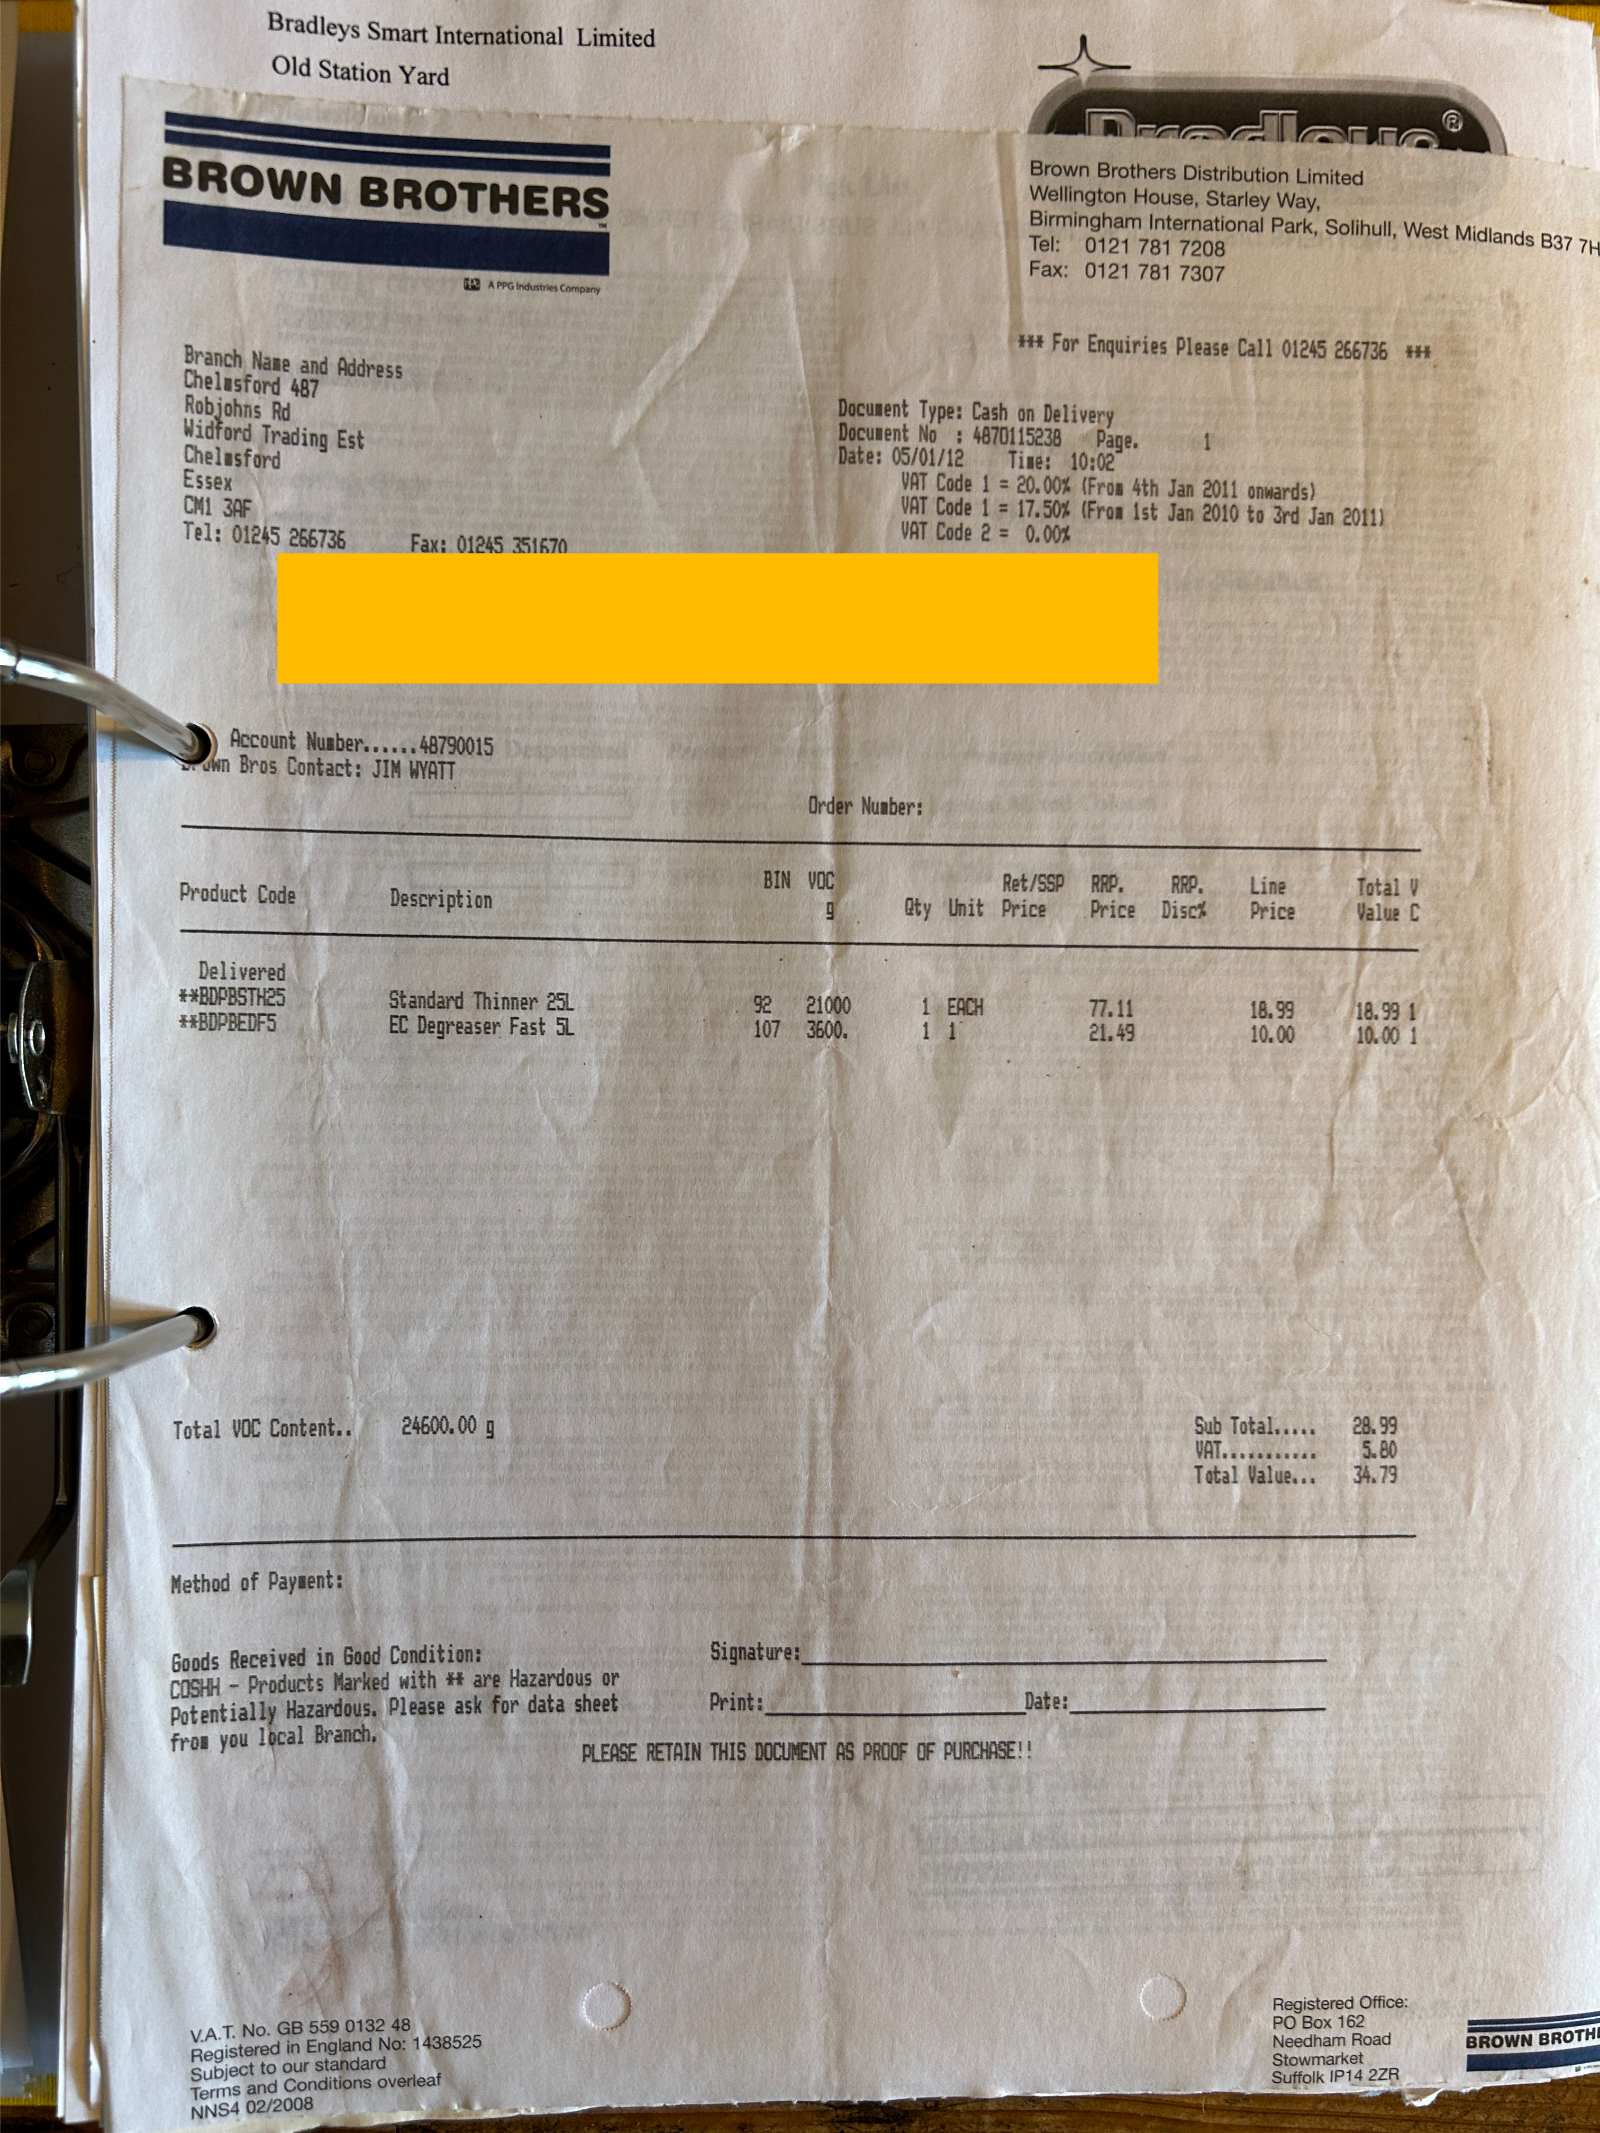 Bradleys Smart International Limited
Old Station Yard
Bradleys ®
BROWN BROTHERS™
PPG A PPG Industries Company
Brown Brothers Distribution Limited
Wellington House, Starley Way,
Birmingham International Park, Solihull, West Midlands B37 7H
Tel: 0121 781 7208
Fax: 0121 781 7307
*** For Enquiries Please Call 01245 266736 ***
Branch Name and Address
Chelmsford 487
Robjohns Rd
Widford Trading Est
Chelmsford
Essex
CM1 3AF
Tel: 01245 266736 Fax: 01245 351670
Document Type: Cash on Delivery
Document No : 4870115238 Page. 1
Date: 05/01/12 Time: 10:02
VAT Code 1 = 20.00% (From 4th Jan 2011 onwards)
VAT Code 1 = 17.50% (From 1st Jan 2010 to 3rd Jan 2011)
VAT Code 2 = 0.00%
Account Number......48790015
Brown Bros Contact: JIM WYATT
Order Number:
Product Code Description BIN VOC g Qty Unit Ret/SSP Price RRP. Price RRP. Disc% Line Price Total Value V C
Delivered
**BDPBSTH25 Standard Thinner 25L 92 21000 1 EACH 77.11 18.99 18.99 1
**BDPBEDF5 EC Degreaser Fast 5L 107 3600. 1 1 21.49 10.00 10.00 1
Total VOC Content.. 24600.00 g
Sub Total..... 28.99
VAT........... 5.80
Total Value... 34.79
Method of Payment:
Goods Received in Good Condition:
COSHH - Products Marked with ** are Hazardous or
Potentially Hazardous. Please ask for data sheet
from you local Branch.
Signature:
Print: Date:
PLEASE RETAIN THIS DOCUMENT AS PROOF OF PURCHASE!!
V.A.T. No. GB 559 0132 48
Registered in England No: 1438525
Subject to our standard
Terms and Conditions overleaf
NNS4 02/2008
Registered Office:
PO Box 162
Needham Road
Stowmarket
Suffolk IP14 2ZR
BROWN BROTHE